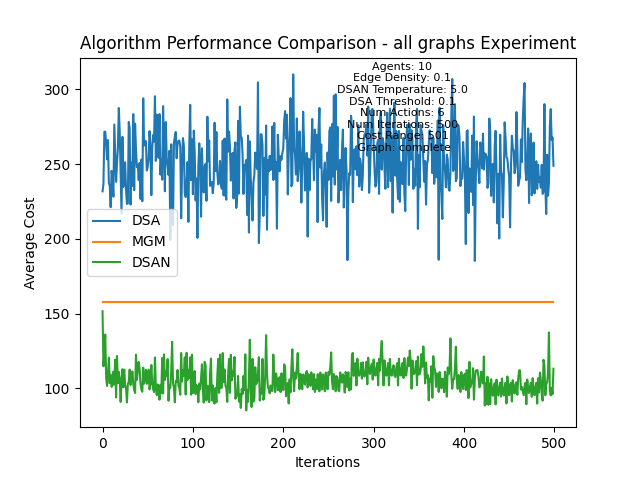 Algorithm Performance Comparison - all graphs Experiment
Agents: 10
Edge Density: 0.1
DSAN Temperature: 5.0
DSA Threshold: 0.1
Num Actions: 6
Num Iterations: 500
Cost Range: 501
Graph: complete
300
250
200
150
100
Average Cost
DSA
MGM
DSAN
0
100
200
300
400
500
Iterations